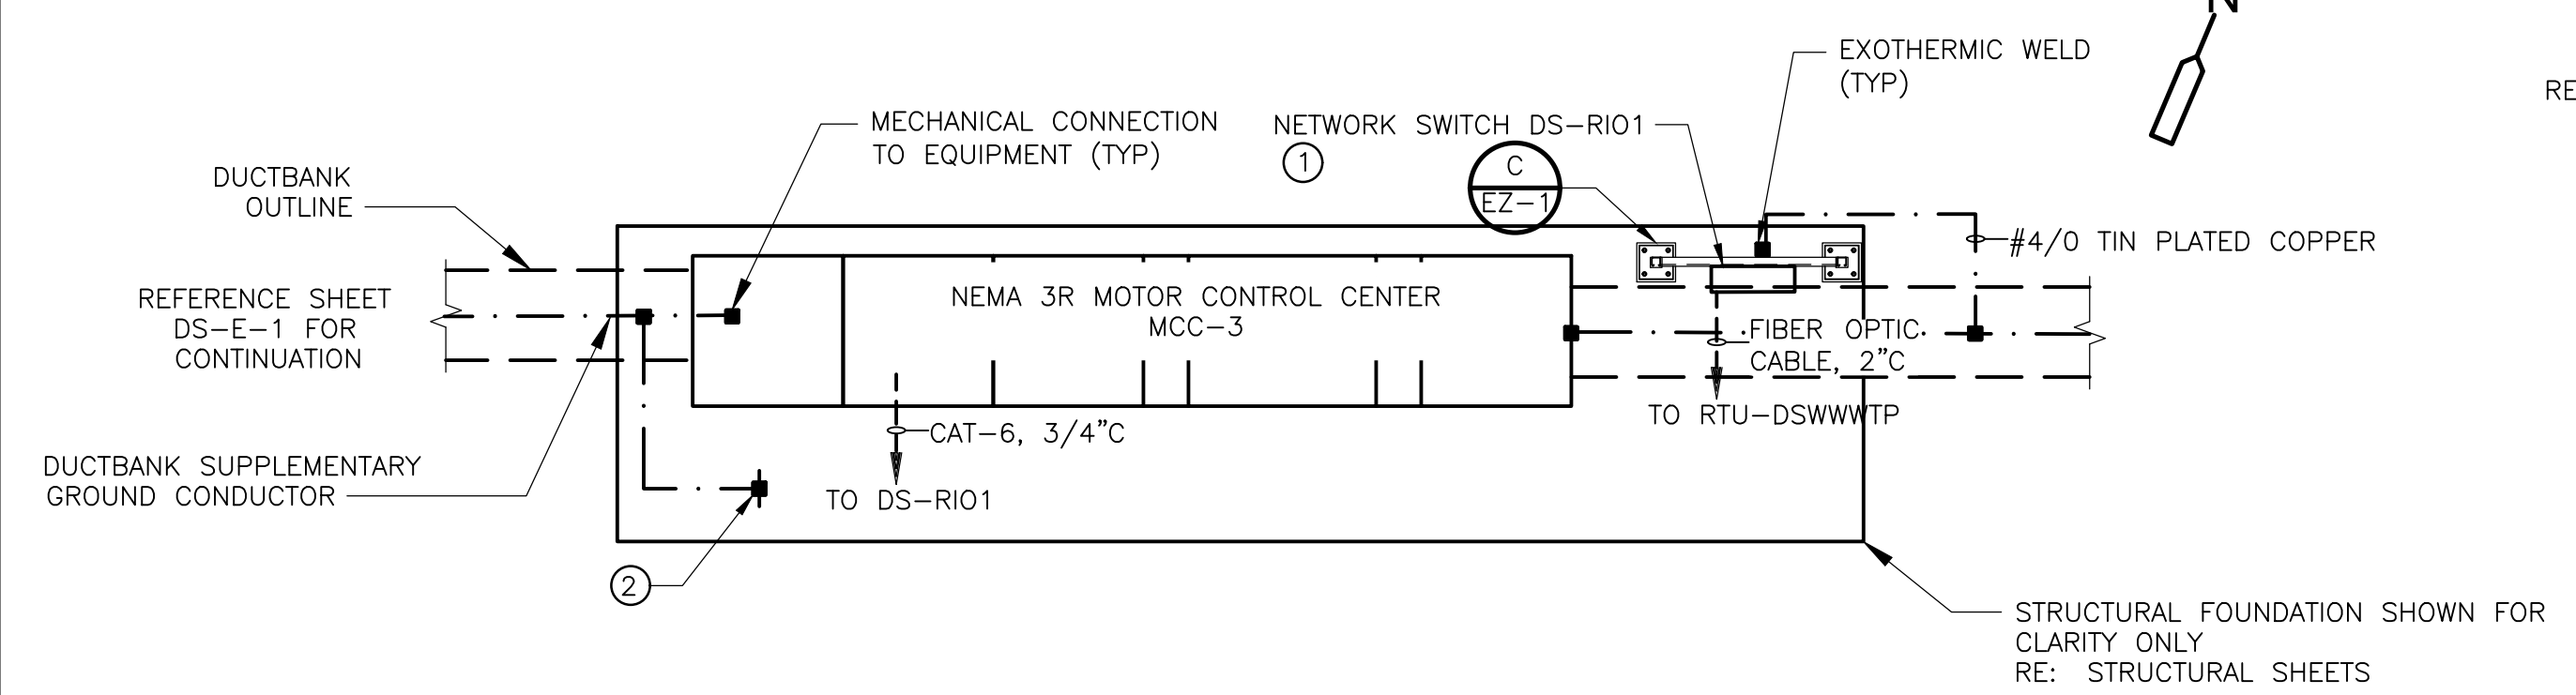 N
EXOTHERMIC WELD
(TYP)
RE
MECHANICAL CONNECTION
TO EQUIPMENT (TYP)
NETWORK SWITCH DS-RIO1
1
C
EZ-1
DUCTBANK
OUTLINE
#4/0 TIN PLATED COPPER
REFERENCE SHEET
DS-E-1 FOR
CONTINUATION
NEMA 3R MOTOR CONTROL CENTER
MCC-3
FIBER OPTIC
CABLE, 2"C
TO RTU-DSWWWTP
CAT-6, 3/4"C
TO DS-RIO1
DUCTBANK SUPPLEMENTARY
GROUND CONDUCTOR
2
STRUCTURAL FOUNDATION SHOWN FOR
CLARITY ONLY
RE: STRUCTURAL SHEETS